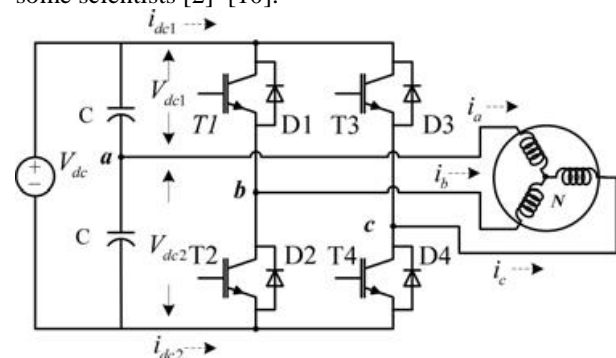 some scientists [2]–[10].
i_dc1
C
V_dc1
T1
D1
T3
D3
i_a
a
V_dc
b
i_b
N
c
C
V_dc2
T2
D2
T4
D4
i_c
i_dc2